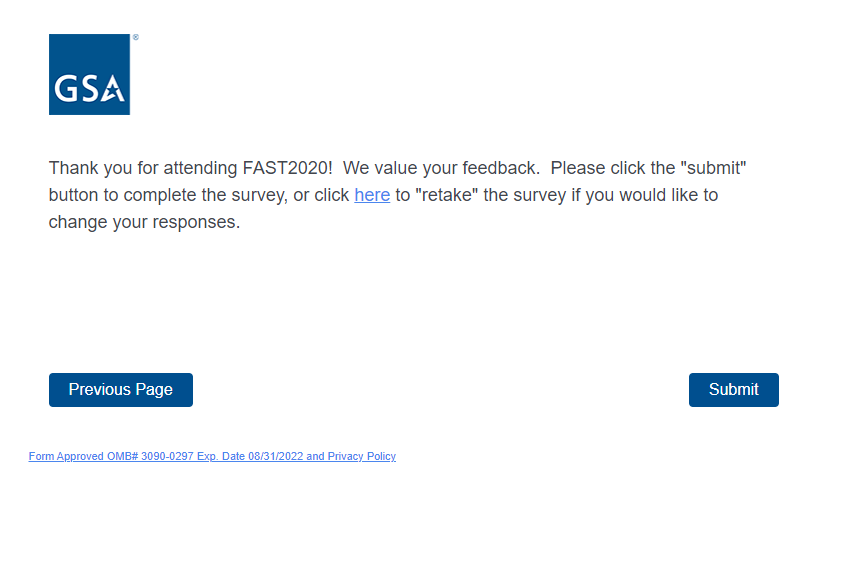 GSA®
Thank you for attending FAST2020!  We value your feedback.  Please click the "submit"
button to complete the survey, or click here to "retake" the survey if you would like to
change your responses.
Previous Page
Submit
Form Approved OMB# 3090-0297 Exp. Date 08/31/2022 and Privacy Policy